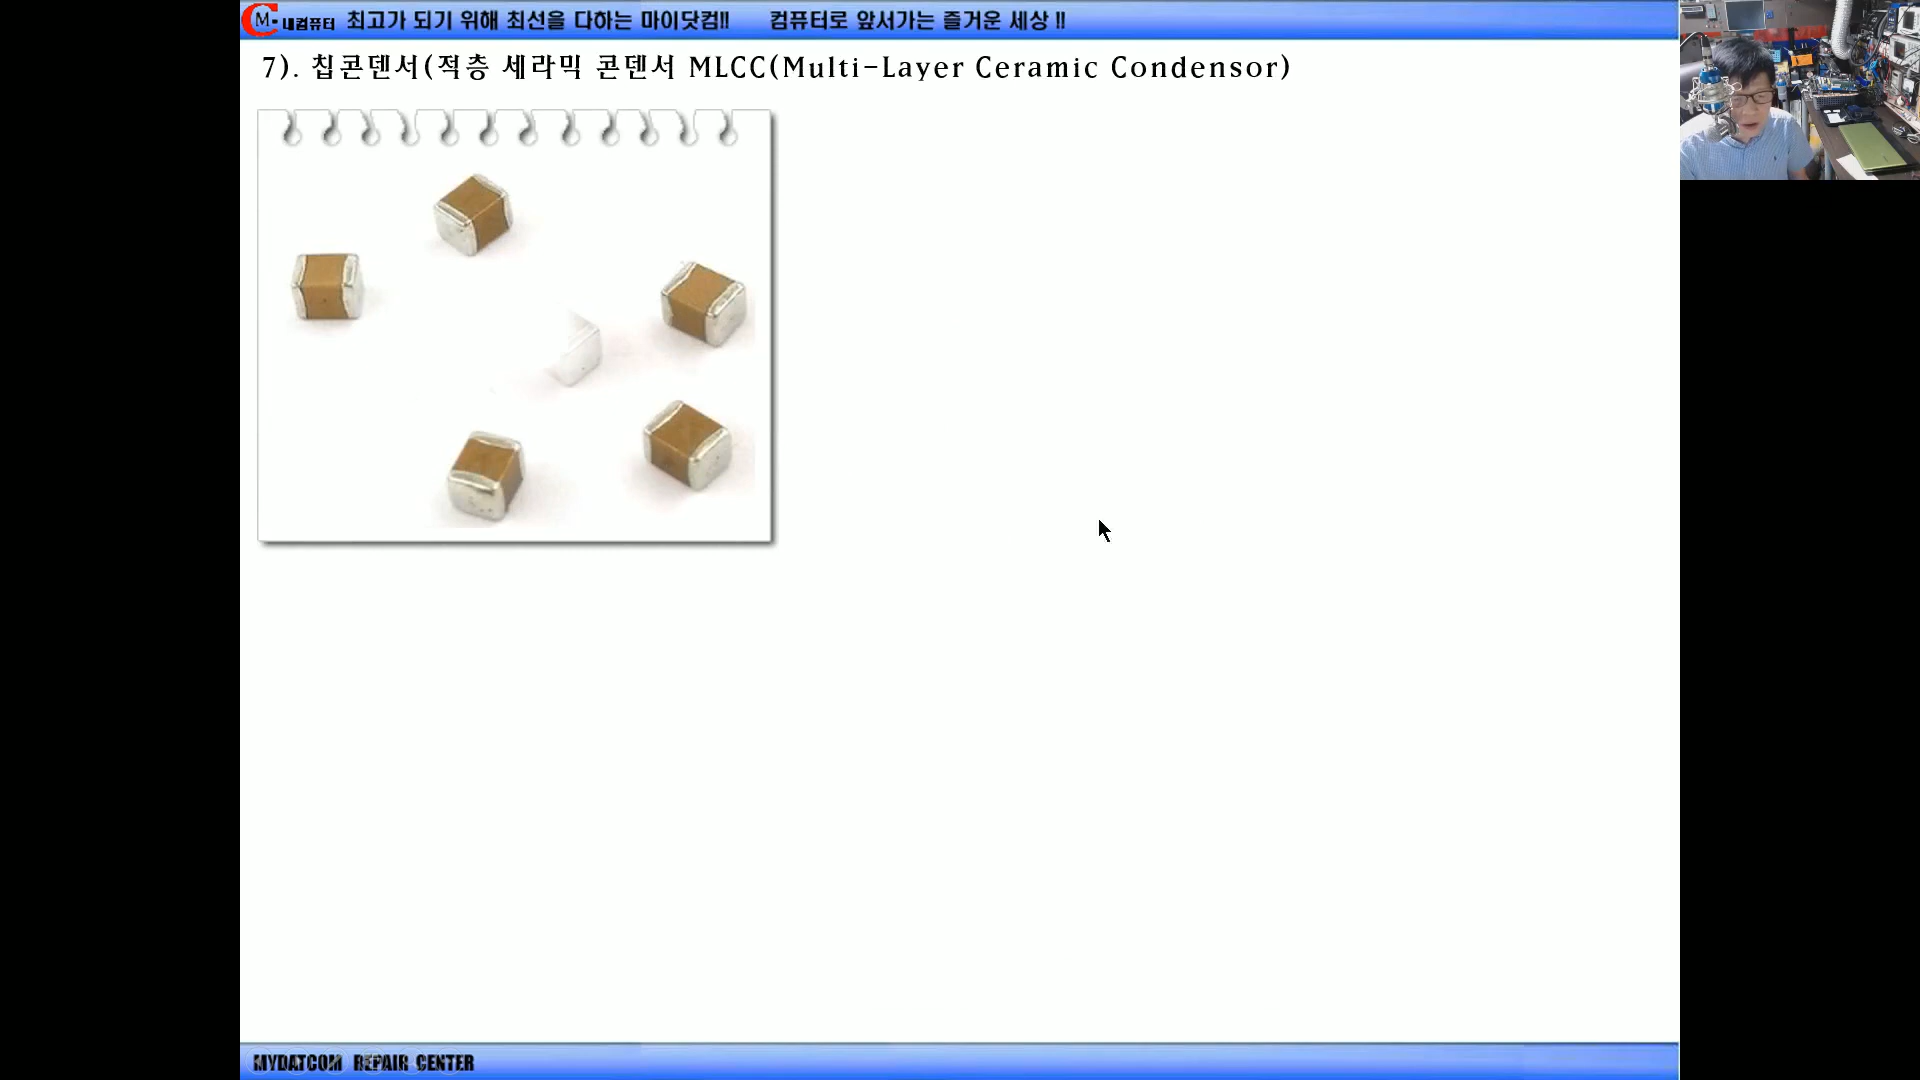 CM. 내컴퓨터 최고가 되기 위해 최선을 다하는 마이닷컴!! 컴퓨터로 앞서가는 즐거운 세상 !!
7). 칩콘덴서(적층 세라믹 콘덴서 MLCC(Multi-Layer Ceramic Condensor)
MYDATCOM REPAIR CENTER